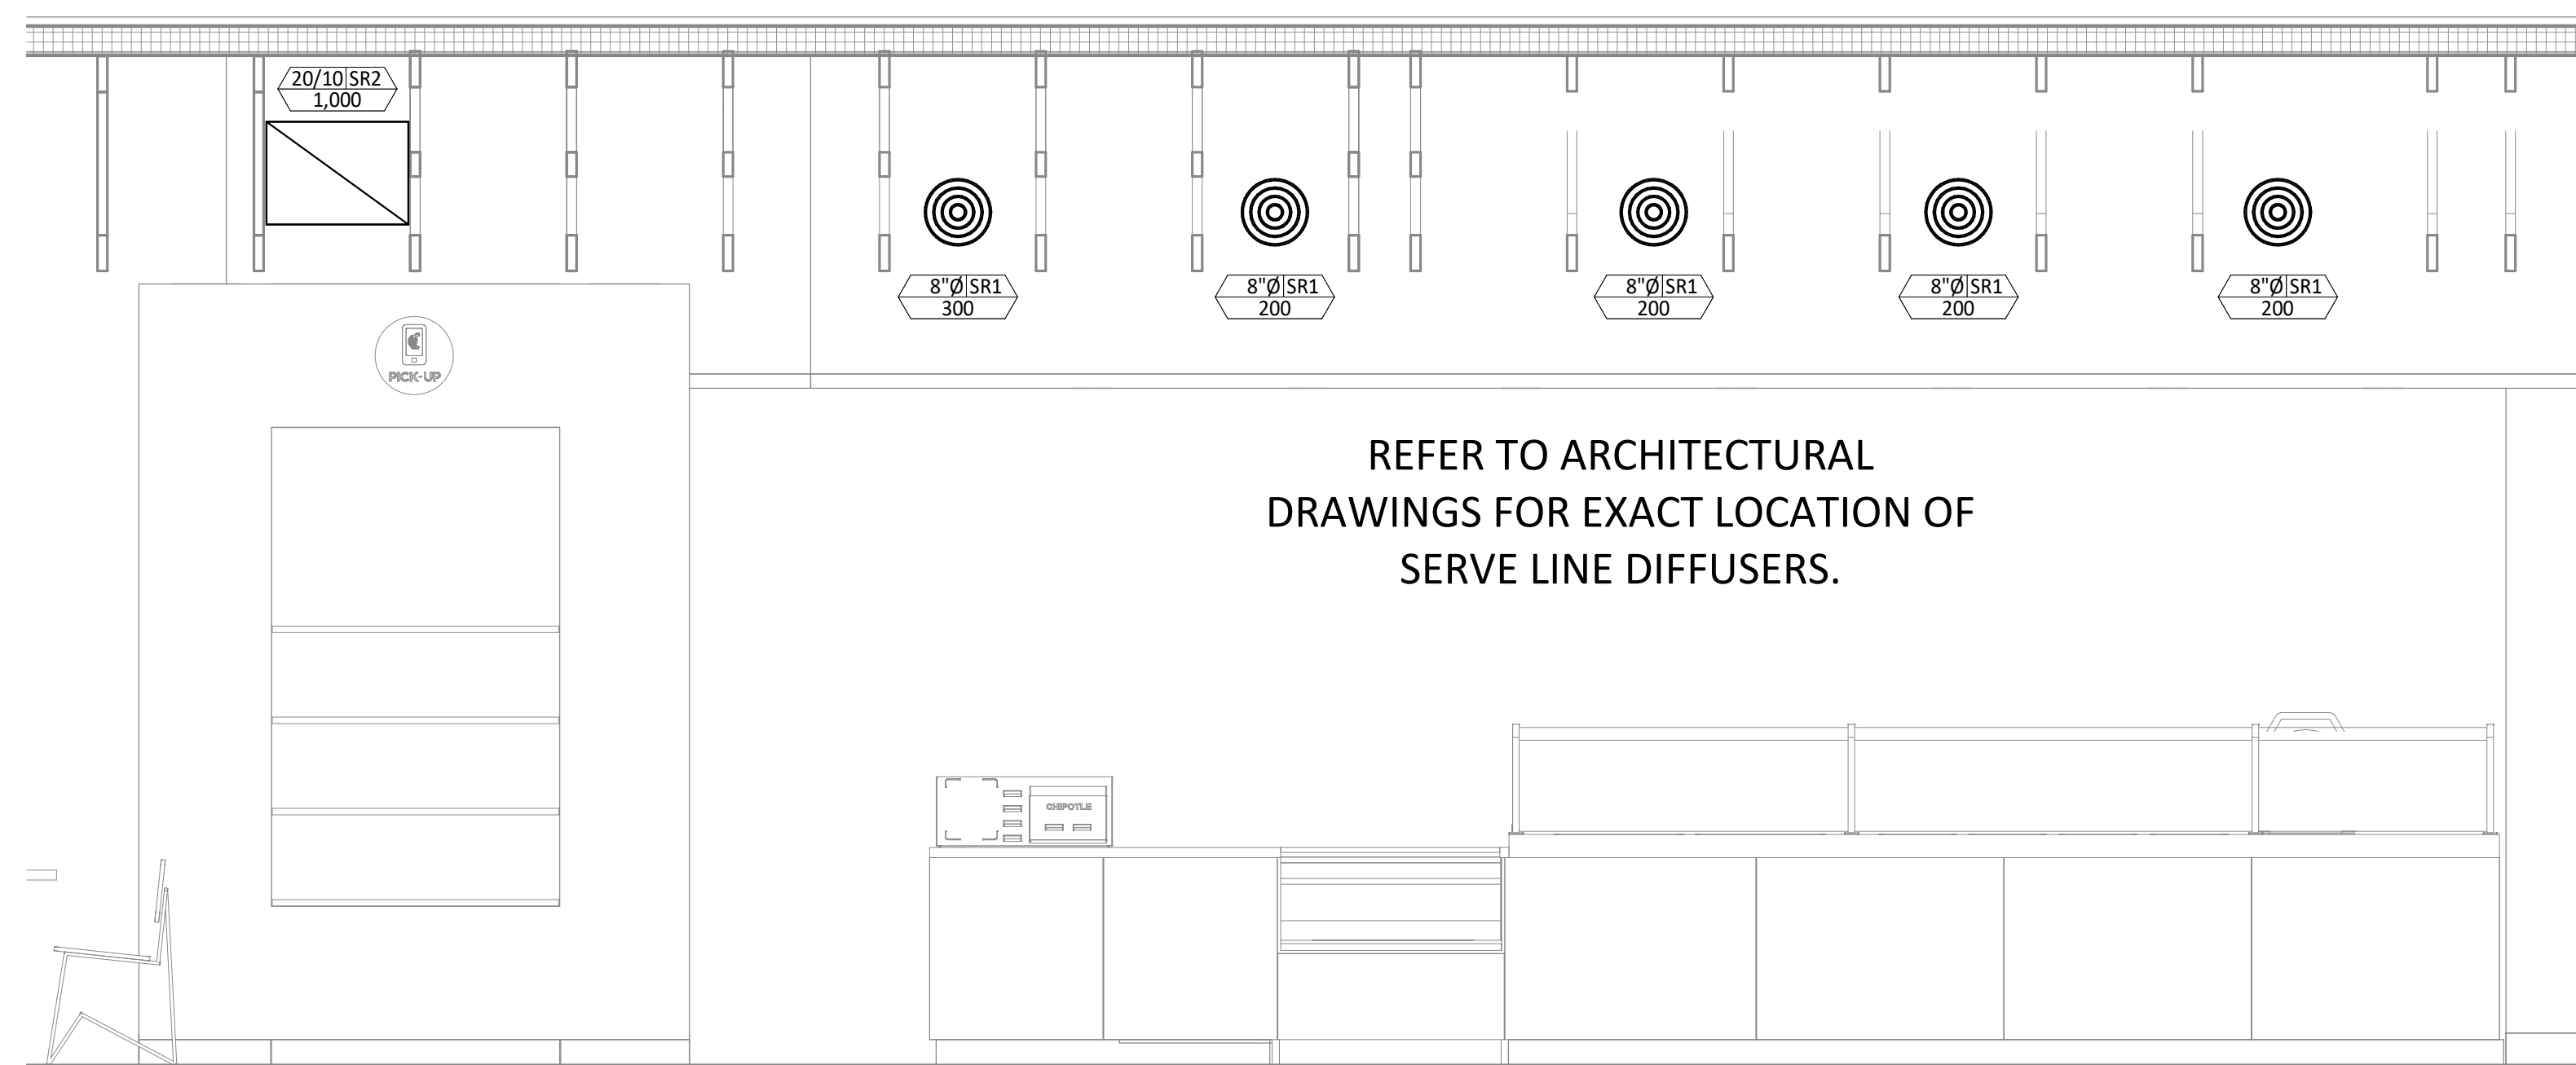 20/10 SR2
1,000
8"Ø SR1
300
8"Ø SR1
200
8"Ø SR1
200
8"Ø SR1
200
8"Ø SR1
200
PICK-UP
REFER TO ARCHITECTURAL
DRAWINGS FOR EXACT LOCATION OF
SERVE LINE DIFFUSERS.
CHIPOTLE